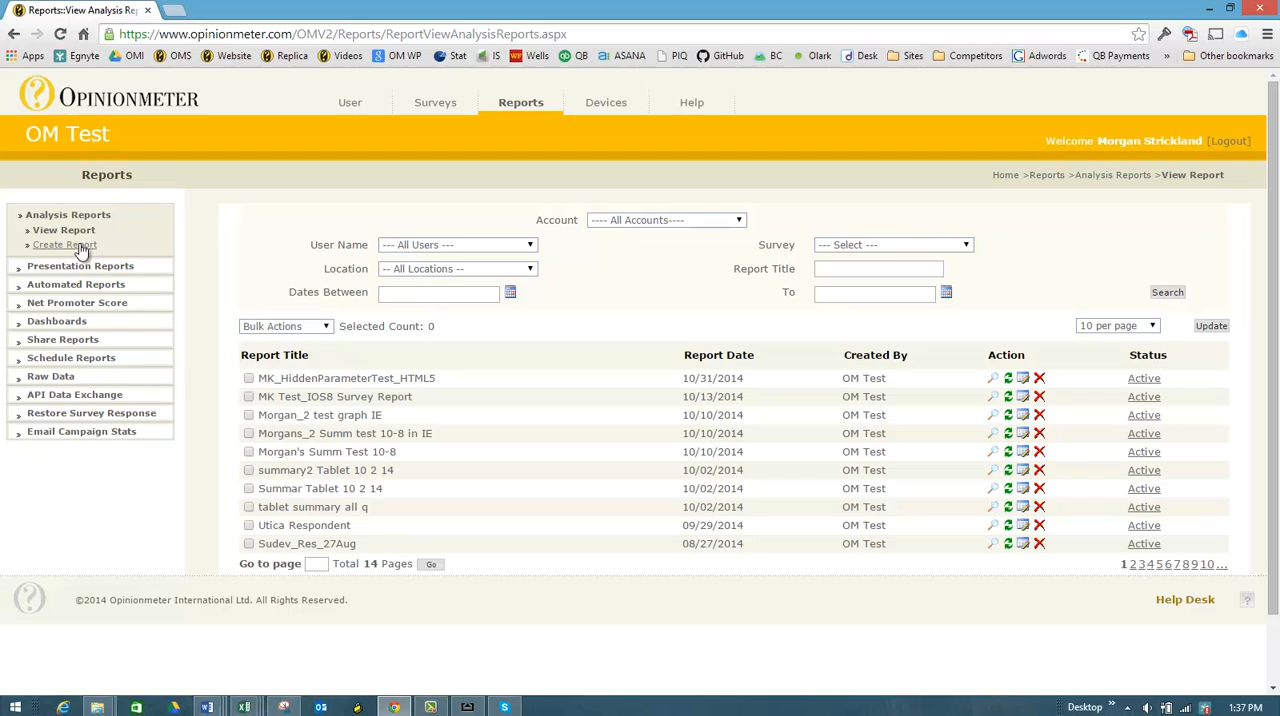 Reports::View Analysis Re
https://www.opinionmeter.com/OMV2/Reports/ReportViewAnalysisReports.aspx
Apps Egnyte OMI OMS Website Replica Videos OM WP Stat IS Wells QB ASANA PIQ GitHub BC Olark Desk Sites Competitors Adwords QB Payments » Other bookmarks
OPINIONMETER
User Surveys Reports Devices Help
OM Test
Welcome Morgan Strickland [Logout]
Reports
Home >Reports >Analysis Reports >View Report
» Analysis Reports
» View Report
» Create Report
Presentation Reports
Automated Reports
Net Promoter Score
Dashboards
Share Reports
Schedule Reports
Raw Data
API Data Exchange
Restore Survey Response
Email Campaign Stats
Account ---- All Accounts----
User Name --- All Users --- Survey --- Select ---
Location -- All Locations -- Report Title
Dates Between To Search
Bulk Actions Selected Count: 0 10 per page Update
Report Title Report Date Created By Action Status
MK_HiddenParameterTest_HTML5 10/31/2014 OM Test Active
MK Test_IOS8 Survey Report 10/13/2014 OM Test Active
Morgan_2 test graph IE 10/10/2014 OM Test Active
Morgans_2 Summ test 10-8 in IE 10/10/2014 OM Test Active
Morgan's Summ Test 10-8 10/10/2014 OM Test Active
summary2 Tablet 10 2 14 10/02/2014 OM Test Active
Summar Tablet 10 2 14 10/02/2014 OM Test Active
tablet summary all q 10/02/2014 OM Test Active
Utica Respondent 09/29/2014 OM Test Active
Sudev_Res_27Aug 08/27/2014 OM Test Active
Go to page Total 14 Pages Go 1 2 3 4 5 6 7 8 9 10 ...
©2014 Opinionmeter International Ltd. All Rights Reserved.
Help Desk ?
Desktop » 1:37 PM